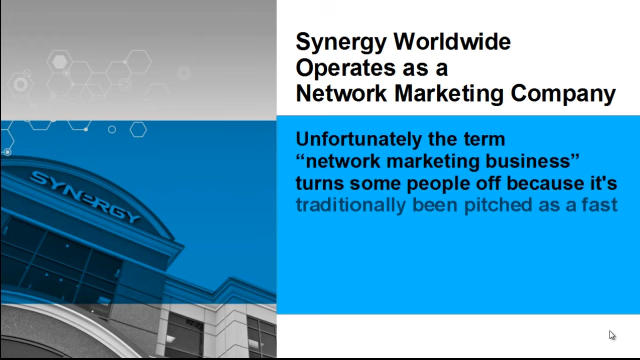 Synergy Worldwide
Operates as a
Network Marketing Company
Unfortunately the term
“network marketing business”
turns some people off because it's
traditionally been pitched as a fast
SYNERGY